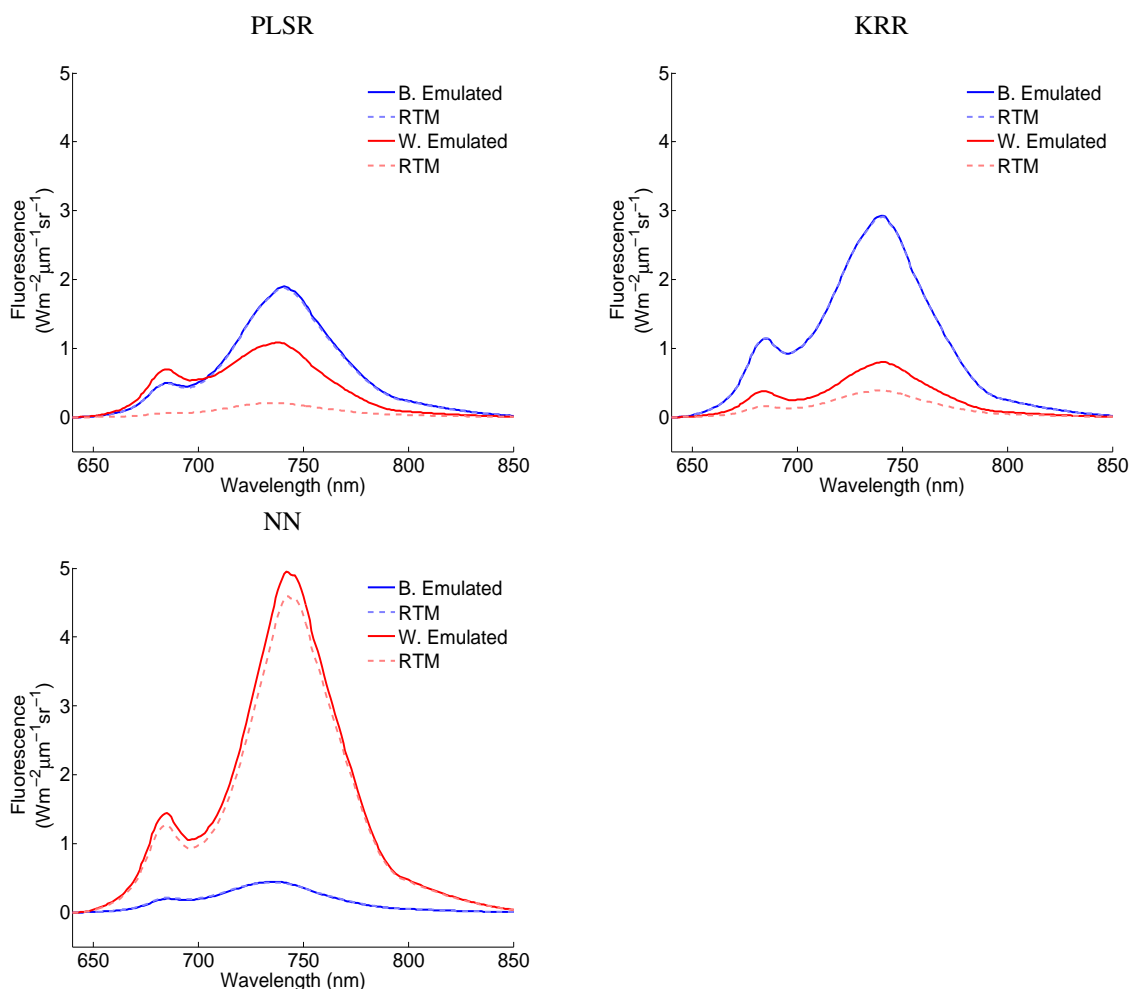 PLSR
5
4
3
2
1
0
Fluorescence
(Wm−2μm−1sr−1)
B. Emulated
RTM
W. Emulated
RTM
650 700 750 800 850
Wavelength (nm)
KRR
5
4
3
2
1
0
Fluorescence
(Wm−2μm−1sr−1)
B. Emulated
RTM
W. Emulated
RTM
650 700 750 800 850
Wavelength (nm)
NN
5
4
3
2
1
0
Fluorescence
(Wm−2μm−1sr−1)
B. Emulated
RTM
W. Emulated
RTM
650 700 750 800 850
Wavelength (nm)